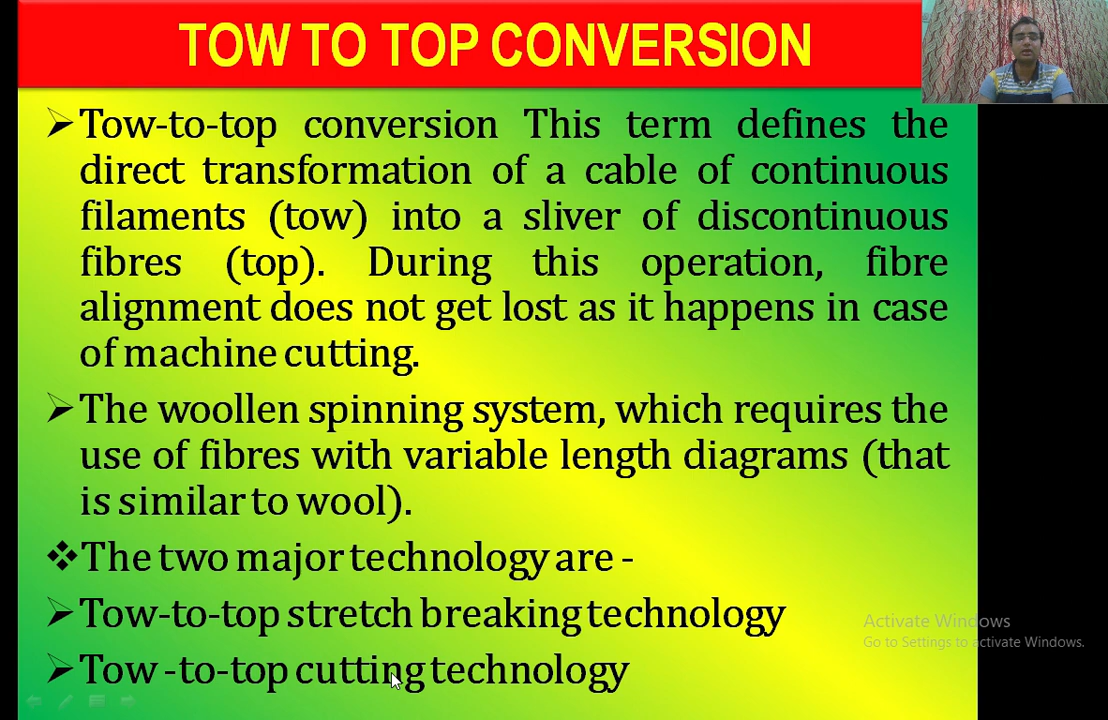 TOW TO TOP CONVERSION
Tow-to-top conversion This term defines the
direct transformation of a cable of continuous
filaments (tow) into a sliver of discontinuous
fibres (top). During this operation, fibre
alignment does not get lost as it happens in case
of machine cutting.
The woollen spinning system, which requires the
use of fibres with variable length diagrams (that
is similar to wool).
The two major technology are -
Tow-to-top stretch breaking technology
Tow -to-top cutting technology
Activate Windows
Go to Settings to activate Windows.